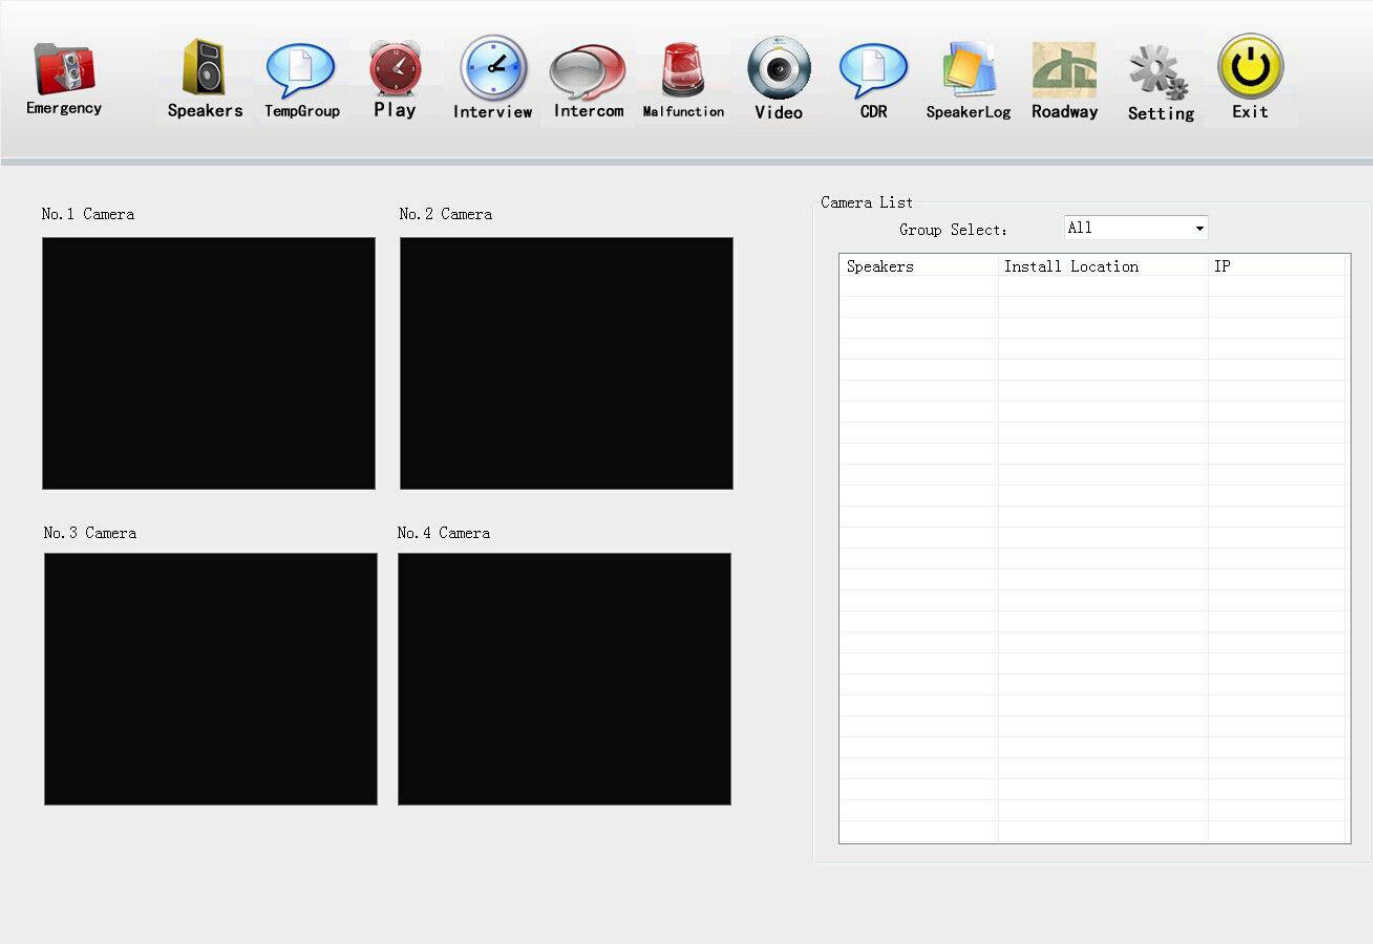 Emergency
Speakers
TempGroup
Play
Interview
Intercom
Malfunction
Video
CDR
SpeakerLog
Roadway
Setting
Exit
No.1 Camera
No.2 Camera
No.3 Camera
No.4 Camera
Camera List
Group Select:
All
Speakers Install Location IP